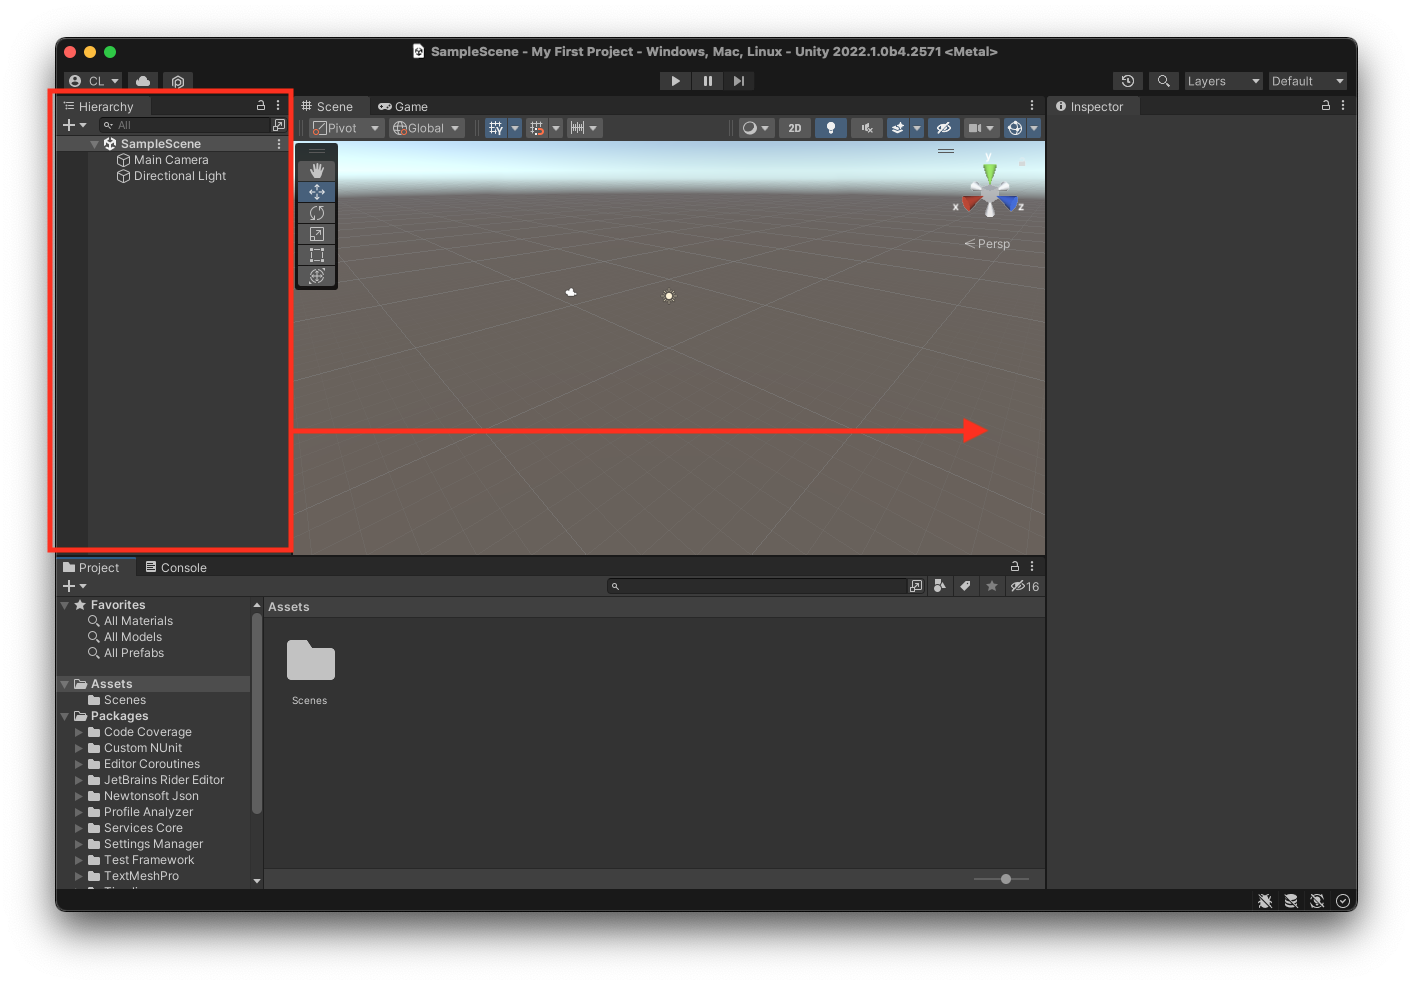 SampleScene - My First Project - Windows, Mac, Linux - Unity 2022.1.0b4.2571 <Metal>
CL
Layers
Default
Hierarchy
Scene
Game
Inspector
All
Pivot
Global
2D
SampleScene
Main Camera
Directional Light
y
x
z
Persp
Project
Console
16
Favorites
All Materials
All Models
All Prefabs
Assets
Scenes
Packages
Code Coverage
Custom NUnit
Editor Coroutines
JetBrains Rider Editor
Newtonsoft Json
Profile Analyzer
Services Core
Settings Manager
Test Framework
TextMeshPro
Assets
Scenes